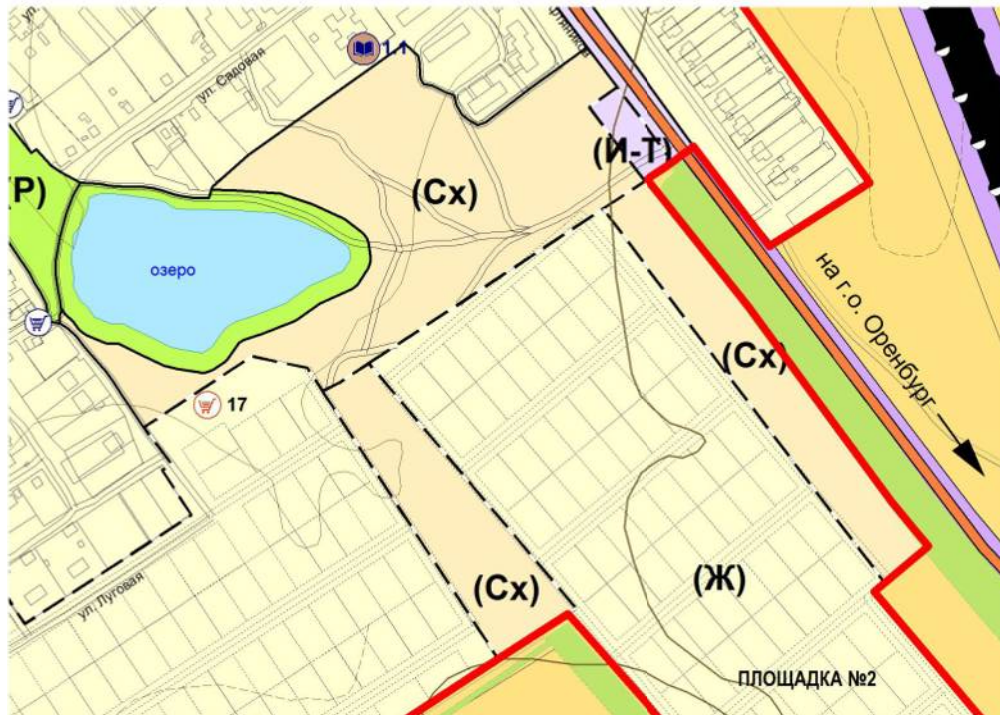 ул. Садовая
1.1
(И-Т)
(Р)
(Сх)
озеро
на г.о. Оренбург
(Сх)
17
(Сх)
(Ж)
ул. Луговая
ПЛОЩАДКА №2